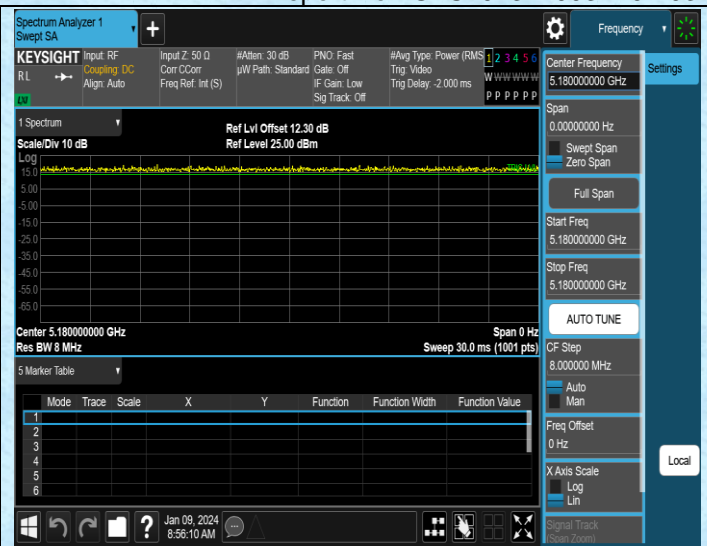 Spectrum Analyzer 1
Swept SA
Frequency
KEYSIGHT
RL
Input: RF
Coupling: DC
Align: Auto
Input Z: 50 Ω
Corr CCorr
Freq Ref: Int (S)
#Atten: 30 dB
µW Path: Standard
PNO: Fast
Gate: Off
IF Gain: Low
Sig Track: Off
#Avg Type: Power (RMS
Trig: Video
Trig Delay: -2.000 ms
1 2 3 4 5 6
W W W W W W
P P P P P P
Center Frequency
5.180000000 GHz
Settings
Span
0.00000000 Hz
Swept Span
Zero Span
Full Span
Start Freq
5.180000000 GHz
Stop Freq
5.180000000 GHz
AUTO TUNE
CF Step
8.000000 MHz
Auto
Man
Freq Offset
0 Hz
X Axis Scale
Log
Lin
Signal Track
(Span Zoom)
Local
1 Spectrum
Scale/Div 10 dB
Ref Lvl Offset 12.30 dB
Ref Level 25.00 dBm
Log
15.0
5.00
-5.00
-15.0
-25.0
-35.0
-45.0
-55.0
-65.0
Center 5.180000000 GHz
Span 0 Hz
Res BW 8 MHz
Sweep 30.0 ms (1001 pts)
5 Marker Table
Mode Trace Scale X Y Function Function Width Function Value
1
2
3
4
5
6
?
Jan 09, 2024
8:56:10 AM